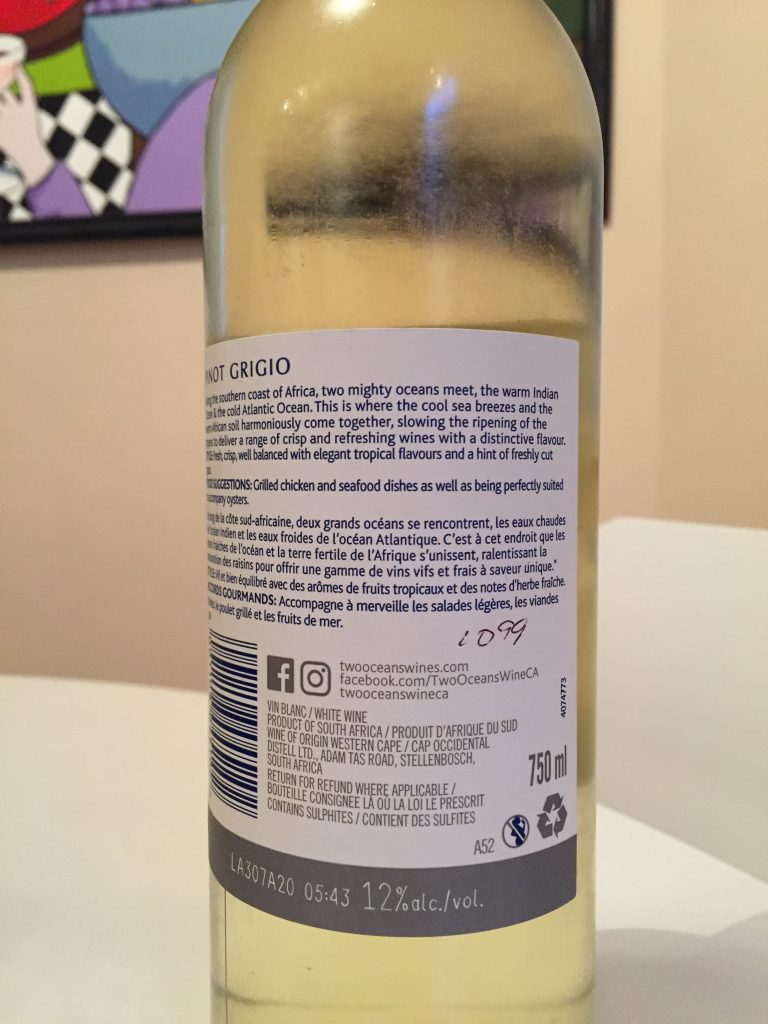 PINOT GRIGIO
the southern coast of Africa, two mighty oceans meet, the warm Indian
& the cold Atlantic Ocean. This is where the cool sea breezes and the
African soil harmoniously come together, slowing the ripening of the
to deliver a range of crisp and refreshing wines with a distinctive flavour.
Fresh, crisp, well balanced with elegant tropical flavours and a hint of freshly cut
SUGGESTIONS: Grilled chicken and seafood dishes as well as being perfectly suited
oysters.
de la côte sud-africaine, deux grands océans se rencontrent, les eaux chaudes
indien et les eaux froides de l'océan Atlantique. C'est à cet endroit que les
fraîches de l'océan et la terre fertile de l'Afrique s'unissent, ralentissant la
des raisins pour offrir une gamme de vins vifs et frais à saveur unique."
Vif et bien équilibré avec des arômes de fruits tropicaux et des notes d'herbe fraîche.
GOURMANDS: Accompagne à merveille les salades légères, les viandes
le poulet grillé et les fruits de mer.
1099
twooceanswines.com
facebook.com/TwoOceansWineCA
twooceanswineca
4074773
VIN BLANC / WHITE WINE
PRODUCT OF SOUTH AFRICA / PRODUIT D'AFRIQUE DU SUD
WINE OF ORIGIN WESTERN CAPE / CAP OCCIDENTAL
DISTELL LTD., ADAM TAS ROAD, STELLENBOSCH,
SOUTH AFRICA
RETURN FOR REFUND WHERE APPLICABLE /
BOUTEILLE CONSIGNEE LÀ OÙ LA LOI LE PRESCRIT
CONTAINS SULPHITES / CONTIENT DES SULFITES
750 ml
A52
LA307A20 05:43 12%alc./vol.